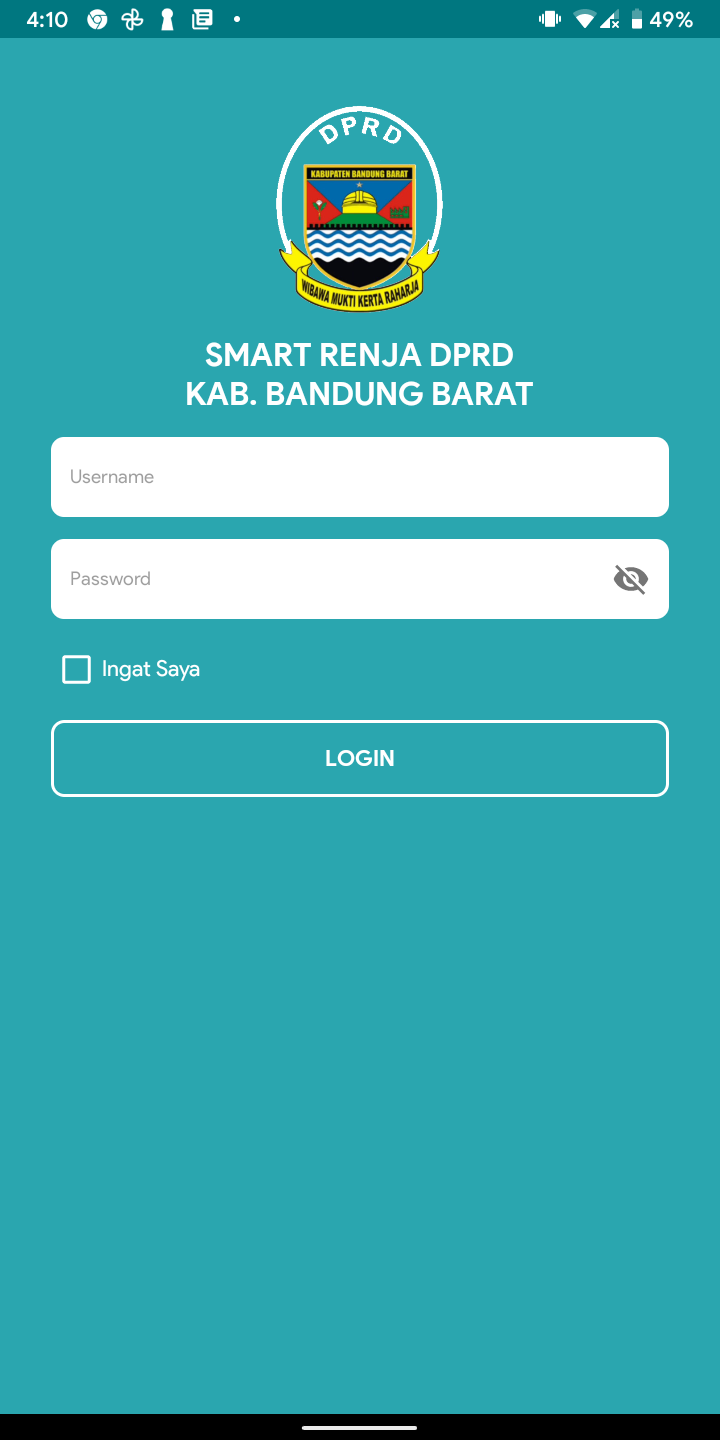 4:10
49%
DPRD
KABUPATEN BANDUNG BARAT
WIBAWA MUKTI KERTA RAHARJA
SMART RENJA DPRD
KAB. BANDUNG BARAT
Username
Password
Ingat Saya
LOGIN